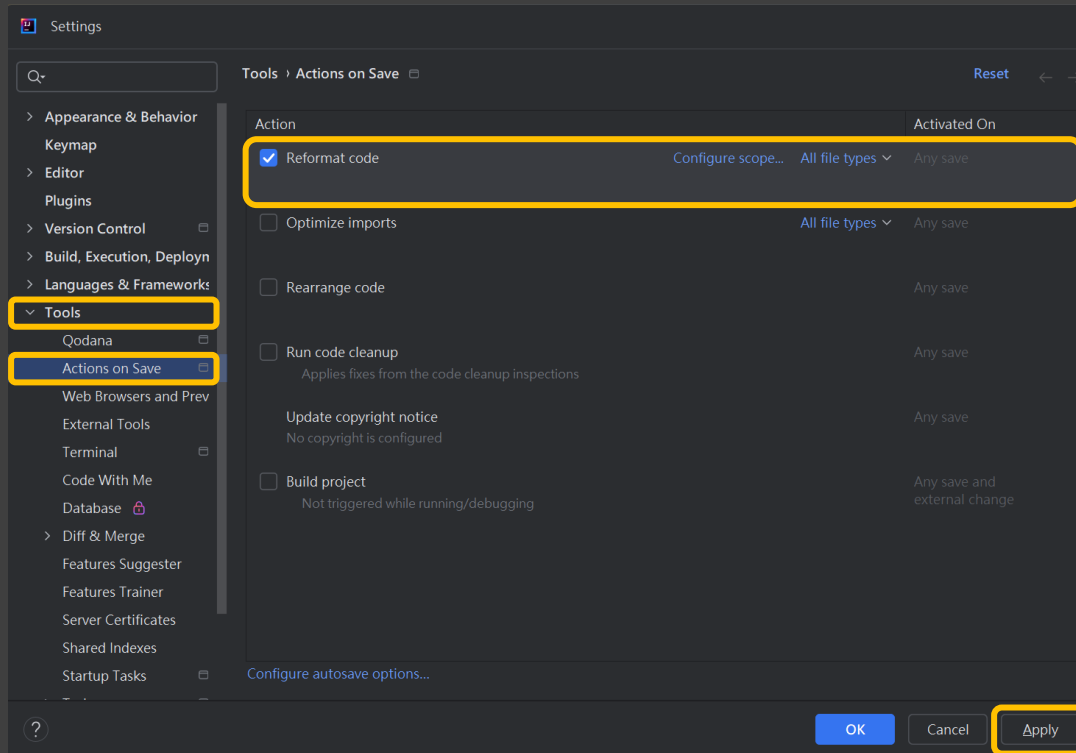 Settings
Tools › Actions on Save
Reset
Appearance & Behavior
Keymap
Editor
Plugins
Version Control
Build, Execution, Deployn
Languages & Frameworks
Tools
Qodana
Actions on Save
Web Browsers and Prev
External Tools
Terminal
Code With Me
Database
Diff & Merge
Features Suggester
Features Trainer
Server Certificates
Shared Indexes
Startup Tasks
Action
Activated On
Reformat code
Configure scope...
All file types
Any save
Optimize imports
All file types
Any save
Rearrange code
Any save
Run code cleanup
Any save
Applies fixes from the code cleanup inspections
Update copyright notice
Any save
No copyright is configured
Build project
Any save and
external change
Not triggered while running/debugging
Configure autosave options...
?
OK
Cancel
Apply